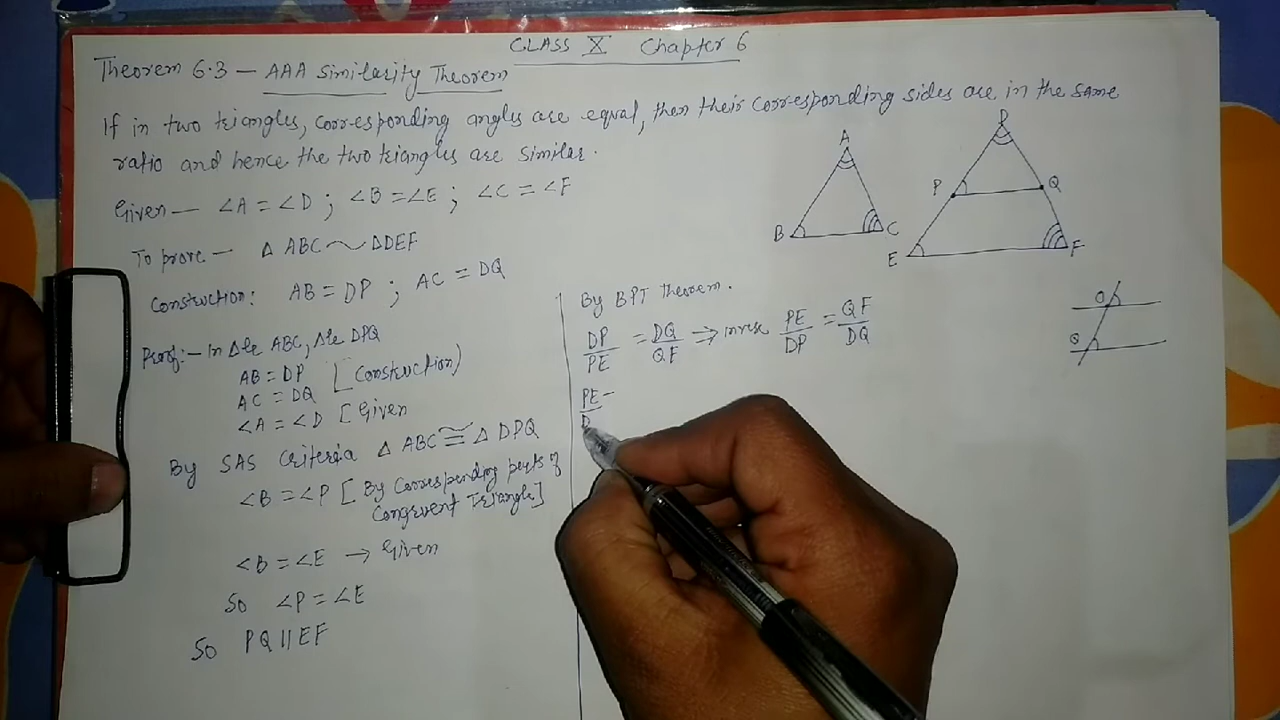 CLASS X Chapter 6
Theorem 6.3 — AAA Similarity Theorem
If in two triangles, corresponding angles are equal, then their corresponding sides are in the same
ratio and hence the two triangles are similar.
Given — ∠A = ∠D ; ∠B = ∠E ; ∠C = ∠F
To prove — Δ ABC ~ ΔDEF
Construction: AB = DP ; AC = DQ
Proof:- In Δle ABC, Δle DPQ
AB = DP [Construction)
AC = DQ
∠A = ∠D [Given
By SAS Criteria Δ ABC ≅ Δ DPQ
∠B = ∠P [By Corresponding parts of
Congruent Triangle]
∠B = ∠E → Given
So ∠P = ∠E
So PQ || EF
By BPT Theorem.
DP/PE = DQ/QF ⇒ PE/DP = QF/DQ
PE
A
B
C
D
P
Q
E
F